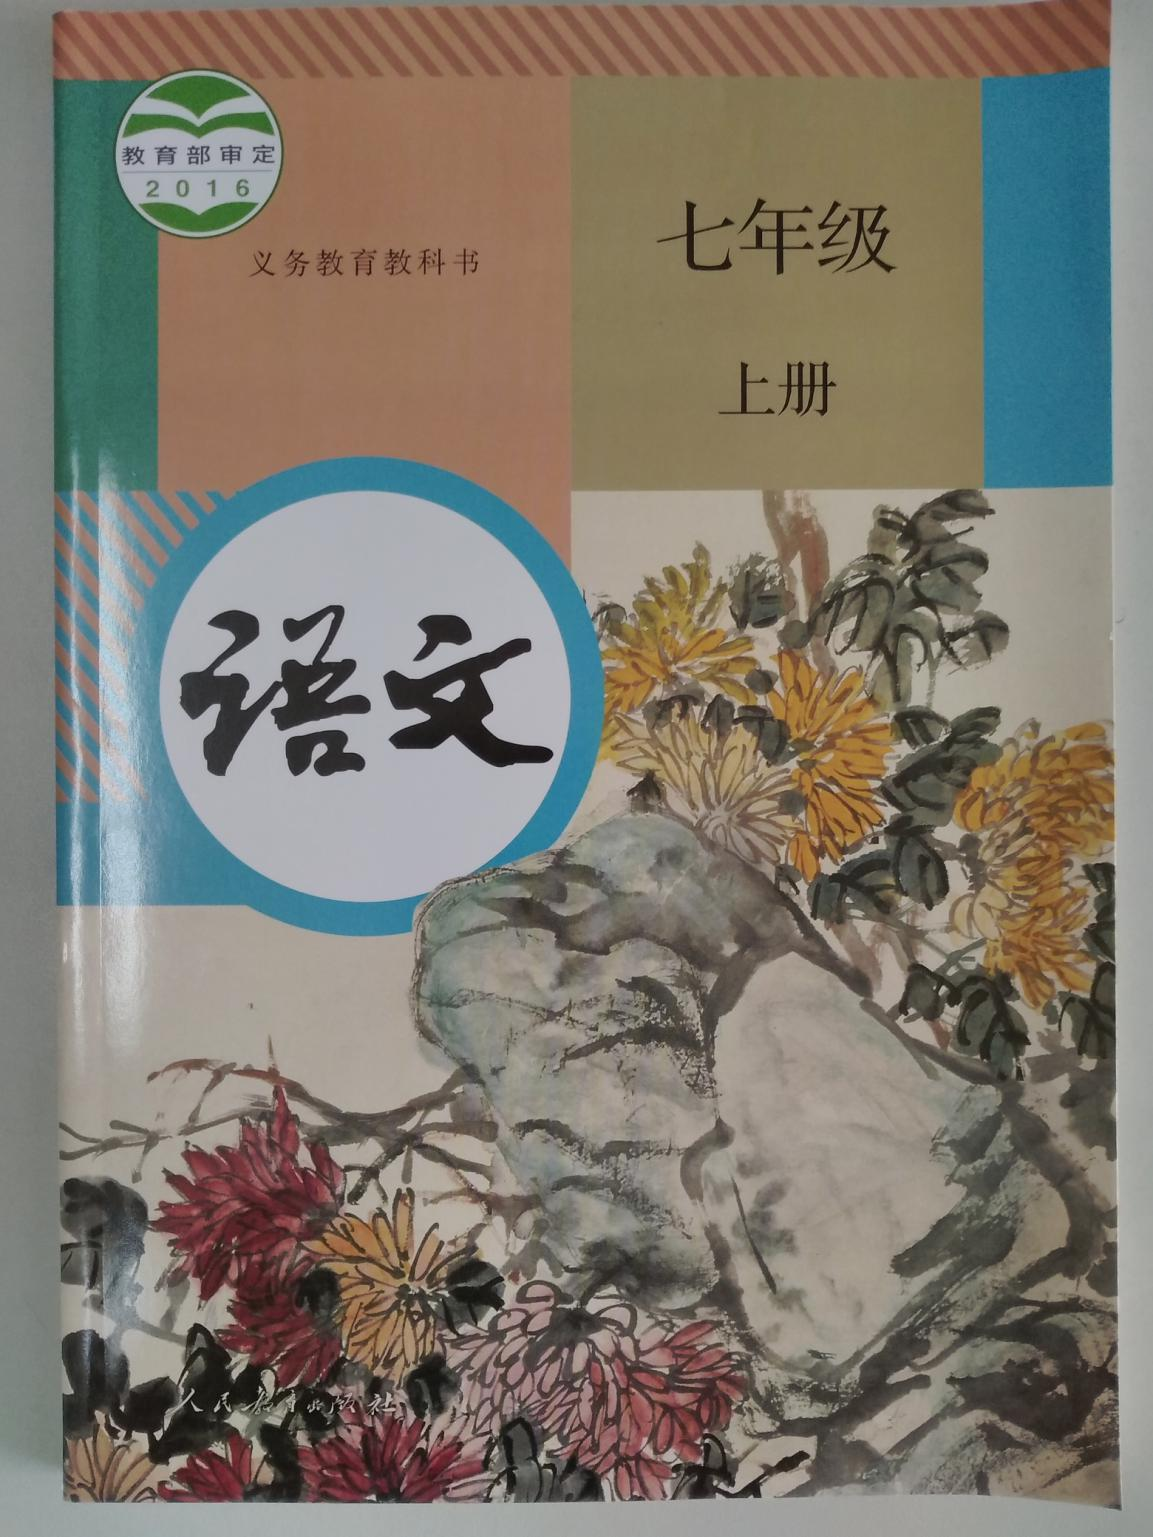 教育部审定
2016
义务教育教科书
七年级
上册
语文
人民教育出版社